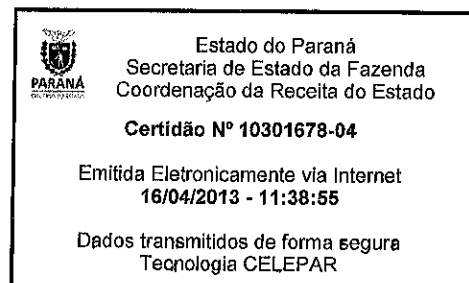 Estado do Paraná
Secretaria de Estado da Fazenda
PARANÁ
Coordenação da Receita do Estado
Certidão Nº 10301678-04
Emitida Eletronicamente via Internet
16/04/2013 - 11:38:55
Dados transmitidos de forma segura
Tecnologia CELEPAR